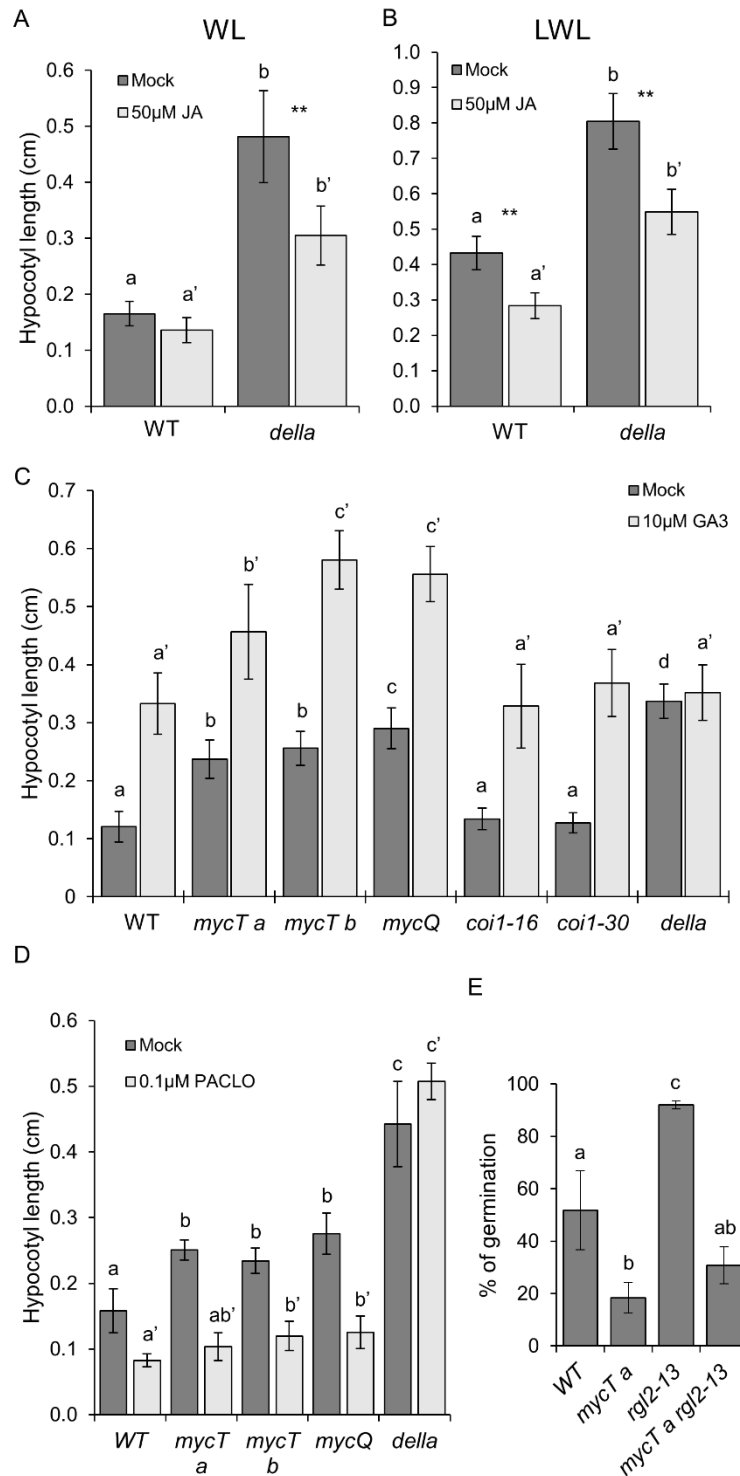 A
WL
Hypocotyl length (cm)
0.6
0.5
0.4
0.3
0.2
0.1
0.0
Mock
50µM JA
a
a’
b
**
b’
WT
della
B
LWL
1.0
0.9
0.8
0.7
0.6
0.5
0.4
0.3
0.2
0.1
0.0
Mock
50µM JA
a
**
a’
b
**
b’
WT
della
C
Hypocotyl length (cm)
0.7
0.6
0.5
0.4
0.3
0.2
0.1
0
Mock
10µM GA3
a
a’
b
b’
b
c’
c
c’
a
a’
a
a’
d
a’
WT
mycT a
mycT b
mycQ
coi1-16
coi1-30
della
D
Hypocotyl length (cm)
0.6
0.5
0.4
0.3
0.2
0.1
0.0
Mock
0.1µM PACLO
a
a’
b
ab’
b
b’
b
b’
c
c’
WT
mycT
a
mycT
b
mycQ
della
E
% of germination
100
80
60
40
20
0
a
b
c
ab
WT
mycT a
rgl2-13
mycT a rgl2-13